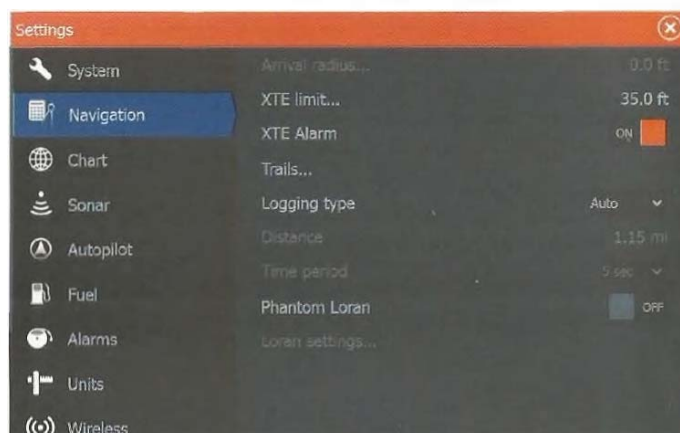 Settings
System
Navigation
Chart
Sonar
Autopilot
Fuel
Alarms
Units
Wireless
Arrival radius... 0.0 ft
XTE limit... 35.0 ft
XTE Alarm ON
Trails...
Logging type Auto
Distance 1.15 mi
Time period 5 sec
Phantom Loran OFF
Loran settings...